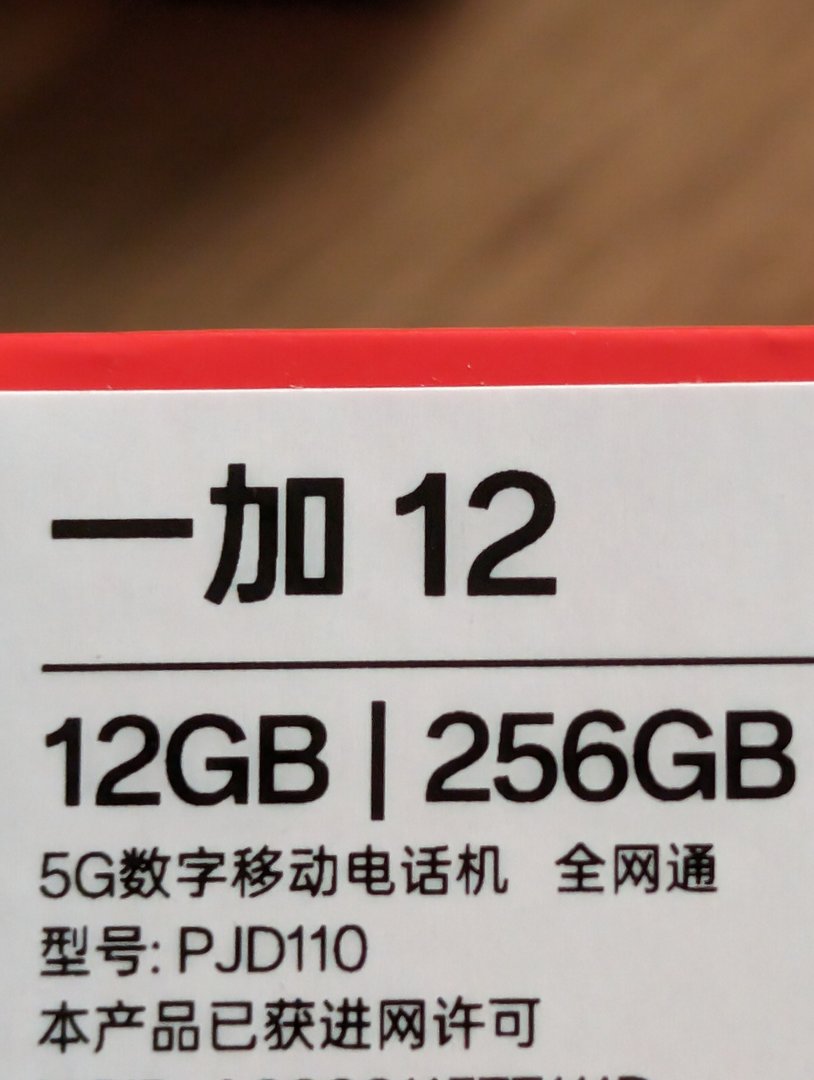 一加 12
12GB | 256GB
5G数字移动电话机 全网通
型号: PJD110
本产品已获进网许可